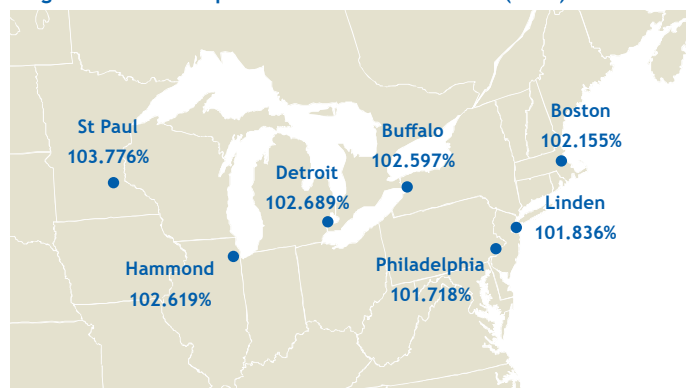 St Paul
103.776%
Detroit
102.689%
Buffalo
102.597%
Boston
102.155%
Linden
101.836%
Hammond
102.619%
Philadelphia
101.718%